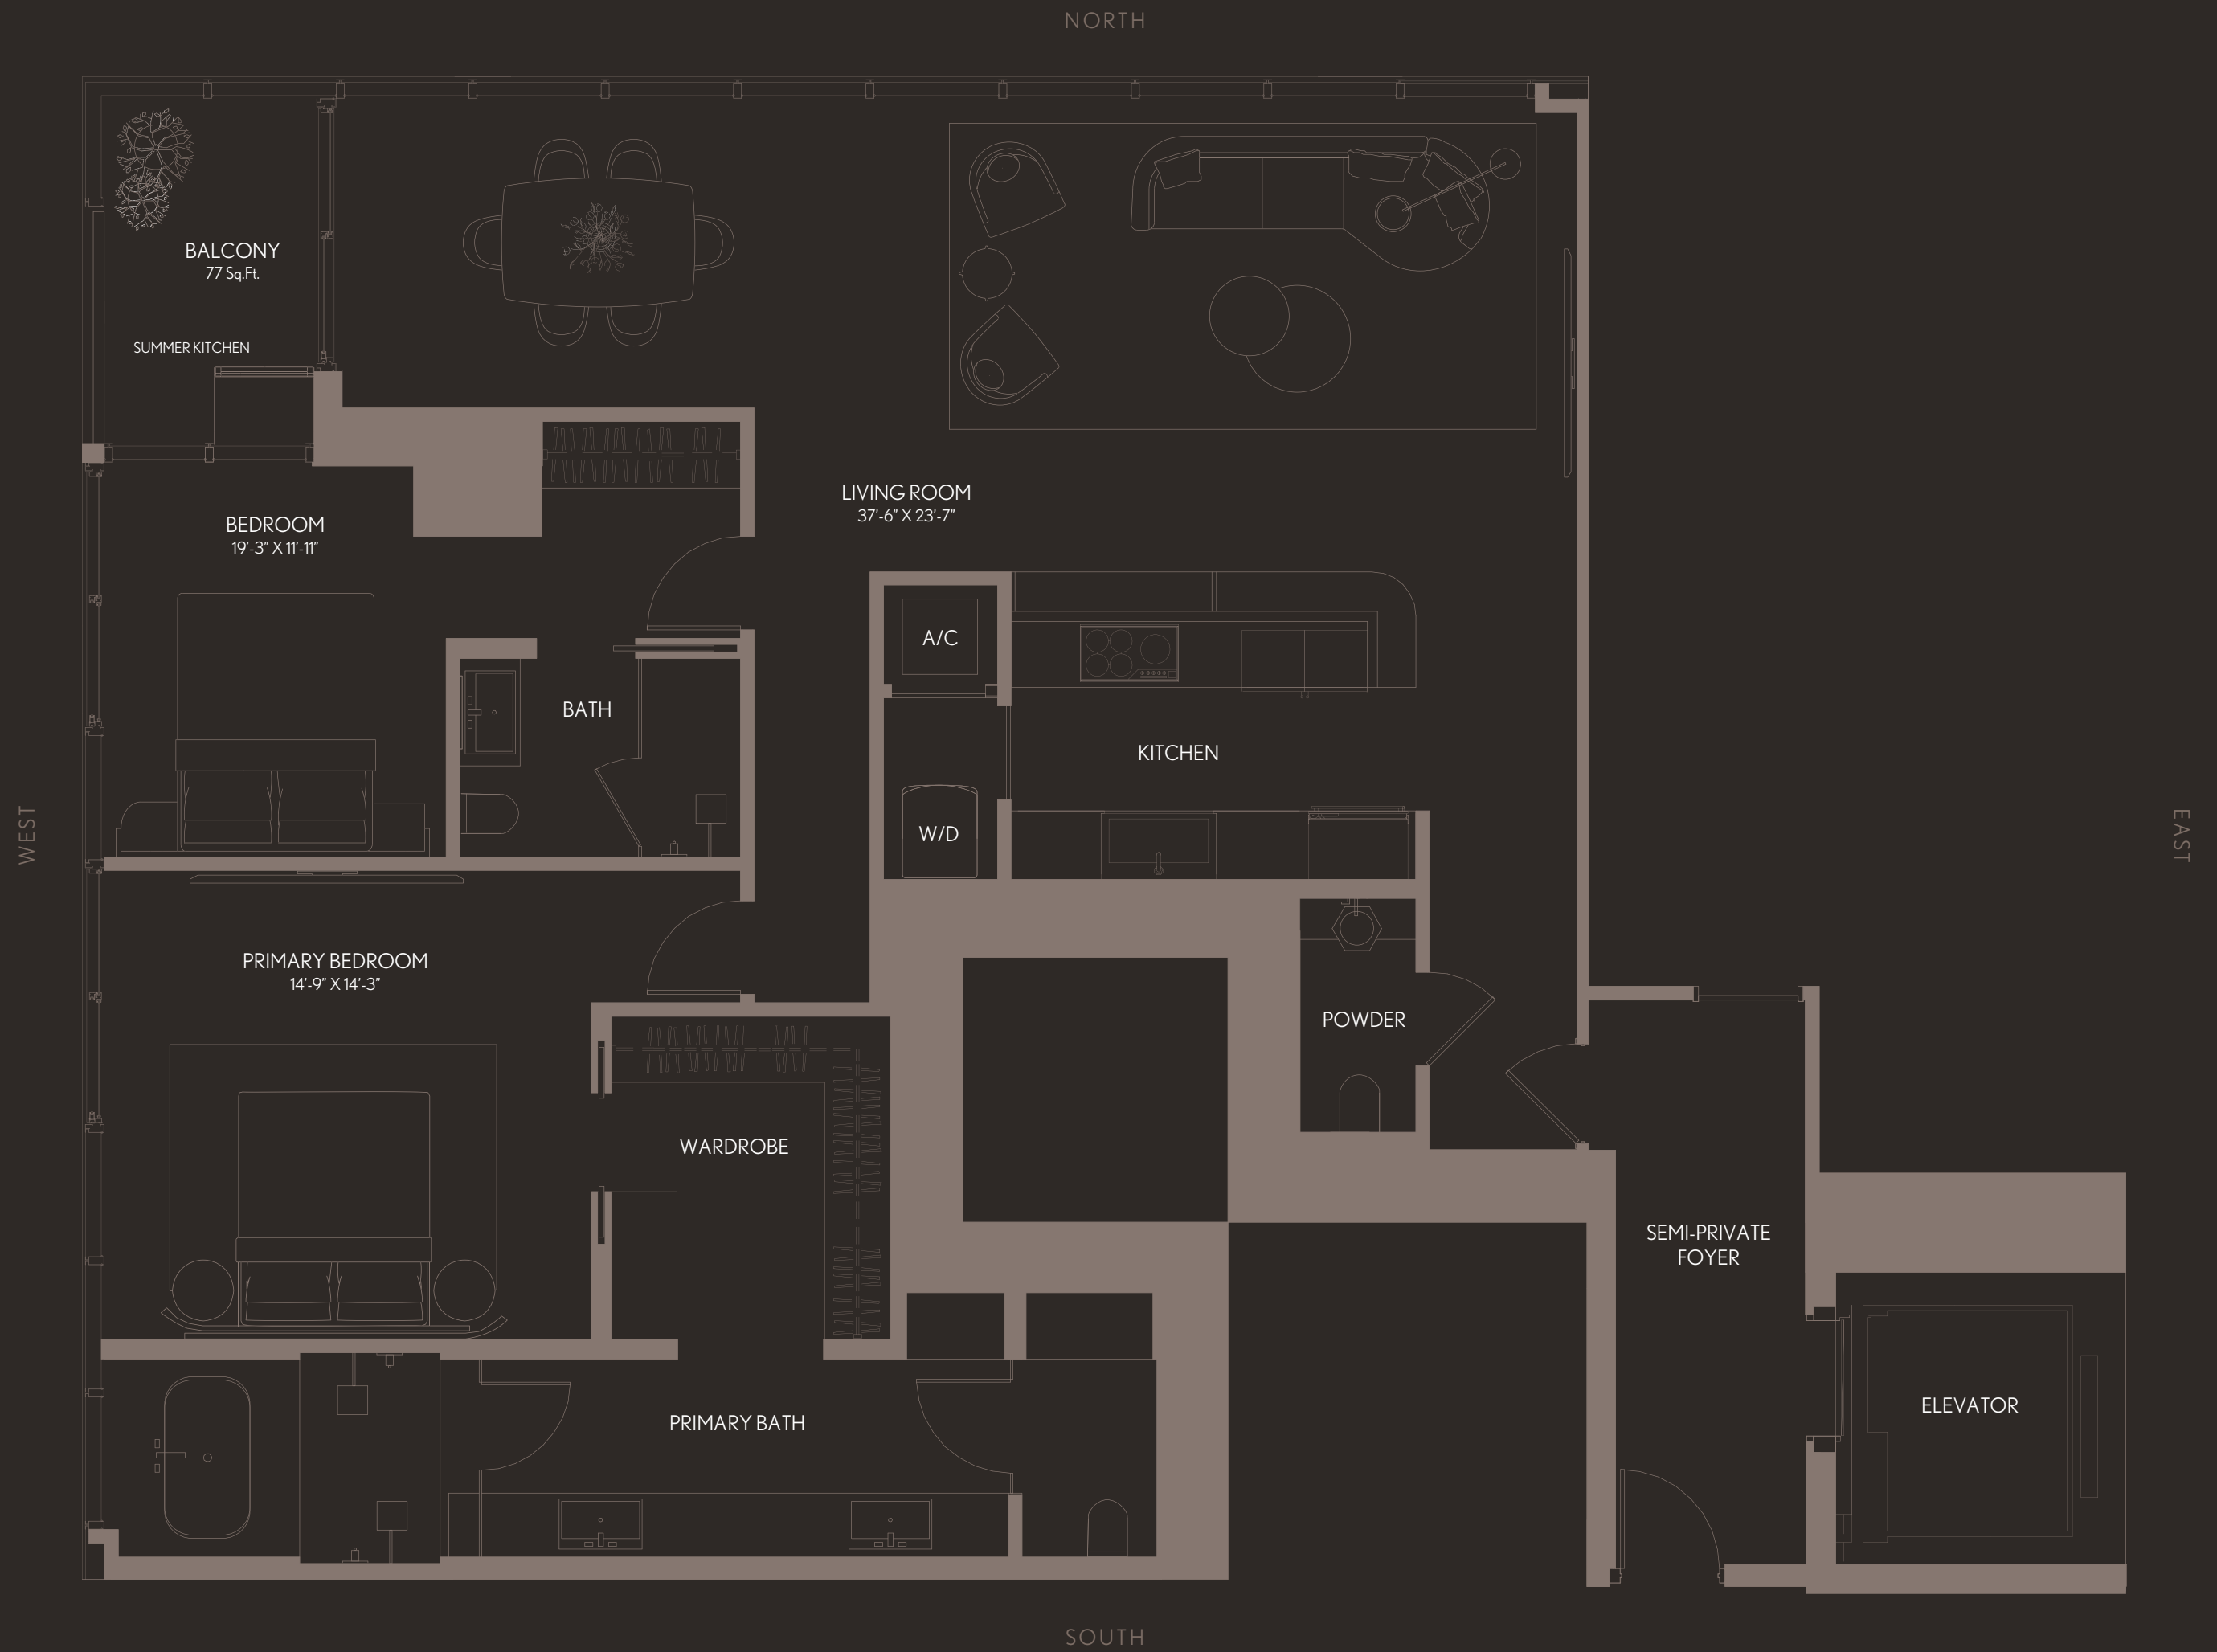 NORTH
BALCONY
77 Sq.Ft.
SUMMER KITCHEN
LIVING ROOM
37'-6" X 23'-7"
BEDROOM
19'-3" X 11'-11"
A/C
BATH
KITCHEN
W/D
WEST
EAST
PRIMARY BEDROOM
14'-9" X 14'-3"
POWDER
WARDROBE
SEMI-PRIVATE
FOYER
ELEVATOR
PRIMARY BATH
SOUTH